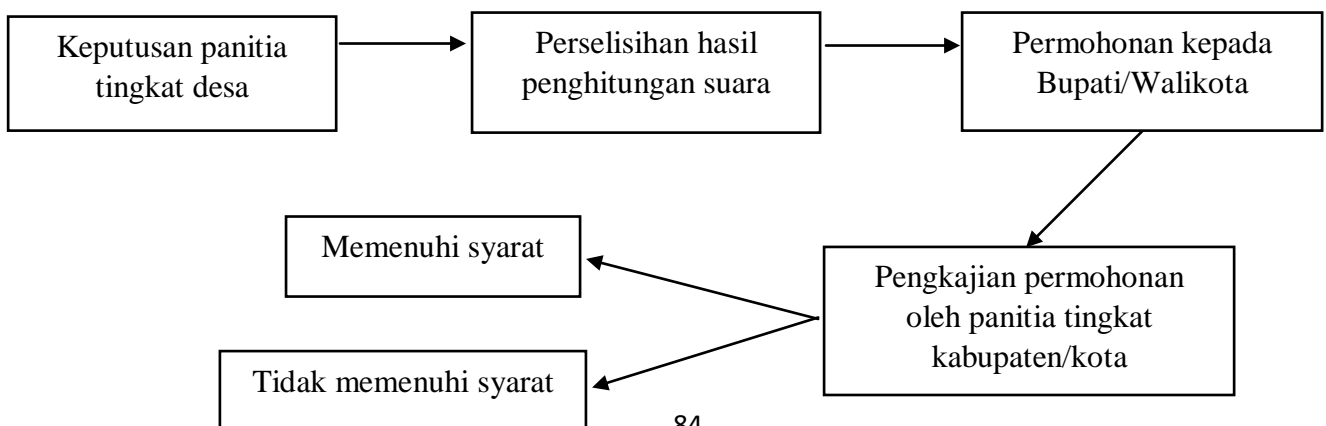 Keputusan panitia
tingkat desa
Perselisihan hasil
penghitungan suara
Permohonan kepada
Bupati/Walikota
Memenuhi syarat
Pengkajian permohonan
oleh panitia tingkat
kabupaten/kota
Tidak memenuhi syarat
84